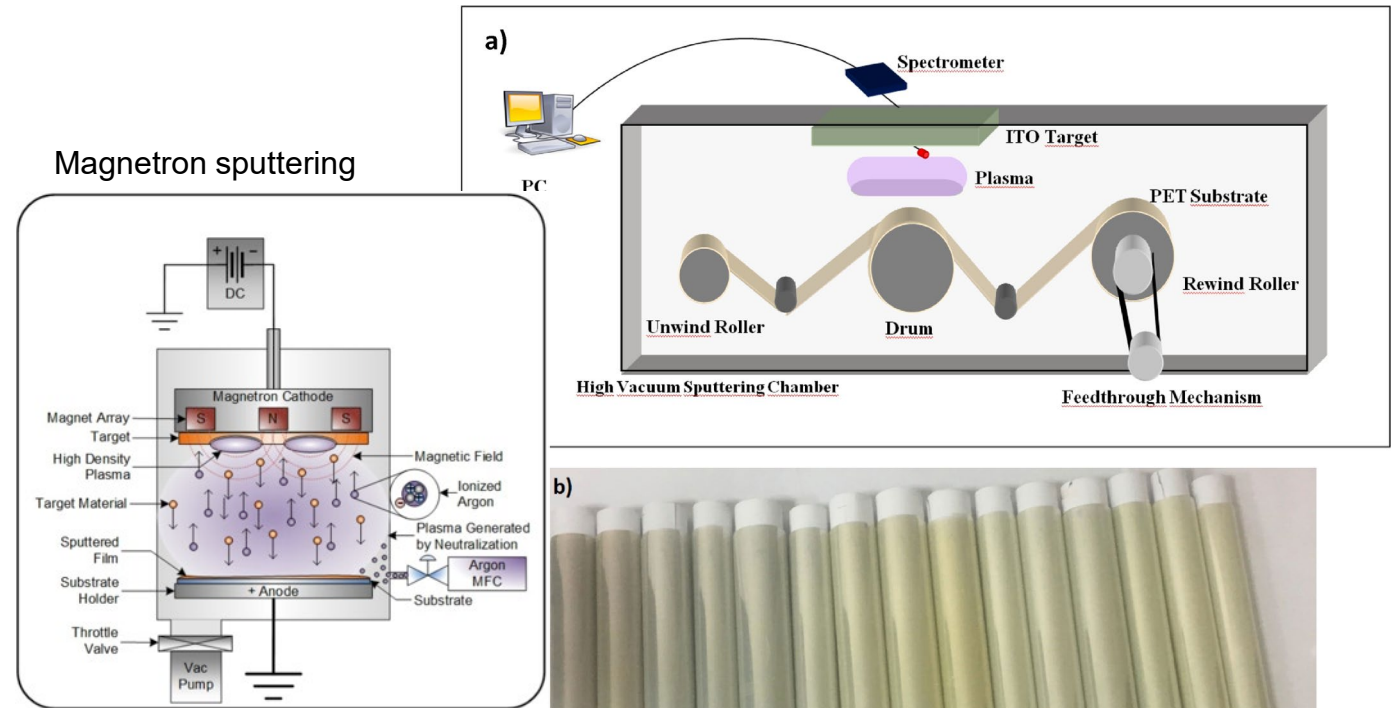 Magnetron sputtering
+ -
DC
Magnetron Cathode
S N S
Magnet Array
Target
High Density
Plasma
Target Material
Sputtered
Film
Substrate
Holder
Throttle
Valve
Vac
Pump
+ Anode
Magnetic Field
Ionized
Argon
Plasma Generated
by Neutralization
Argon
MFC
Substrate
a)
Spectrometer
ITO Target
PC
Plasma
PET Substrate
Rewind Roller
Unwind Roller
Drum
High Vacuum Sputtering Chamber
Feedthrough Mechanism
b)